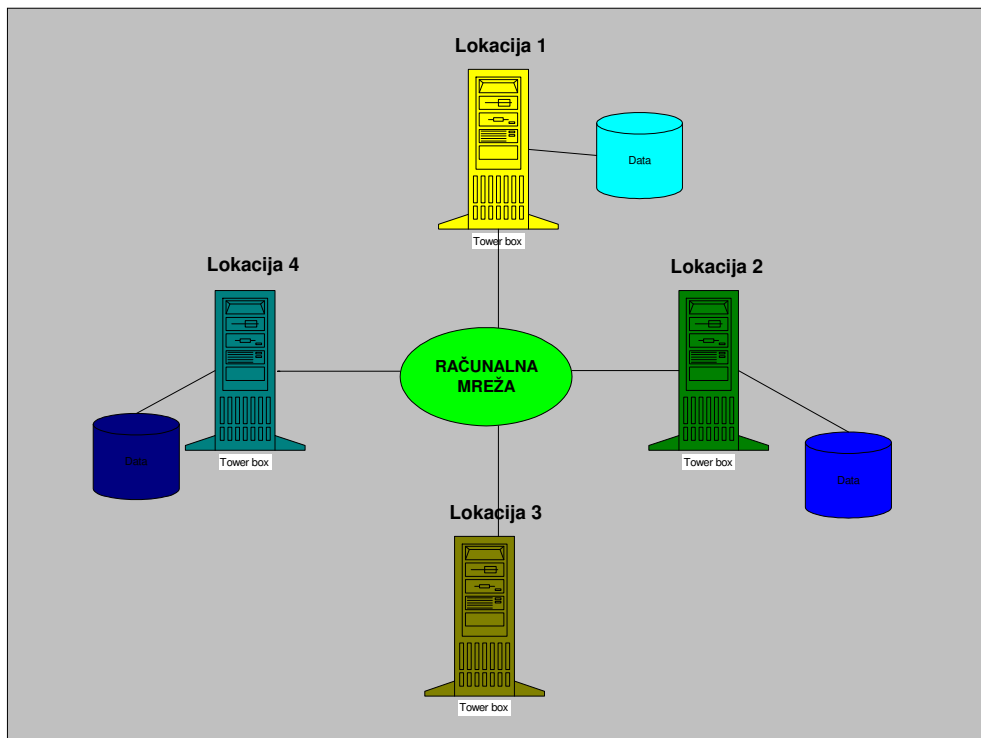 Lokacija 1
Data
Tower box
Lokacija 4
Lokacija 2
RAČUNALNA
MREŽA
Data
Tower box
Tower box
Data
Lokacija 3
Tower box